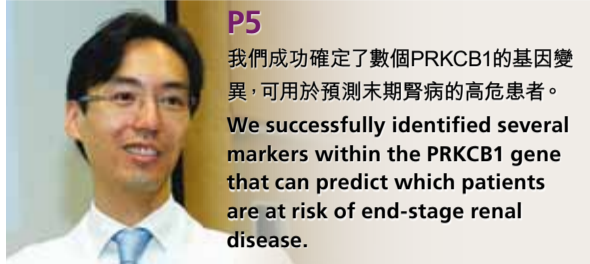 P5
我們成功確定了數個PRKCB1的基因變
異，可用於預測末期腎病的高危患者。
We successfully identified several
markers within the PRKCB1 gene
that can predict which patients
are at risk of end-stage renal
disease.